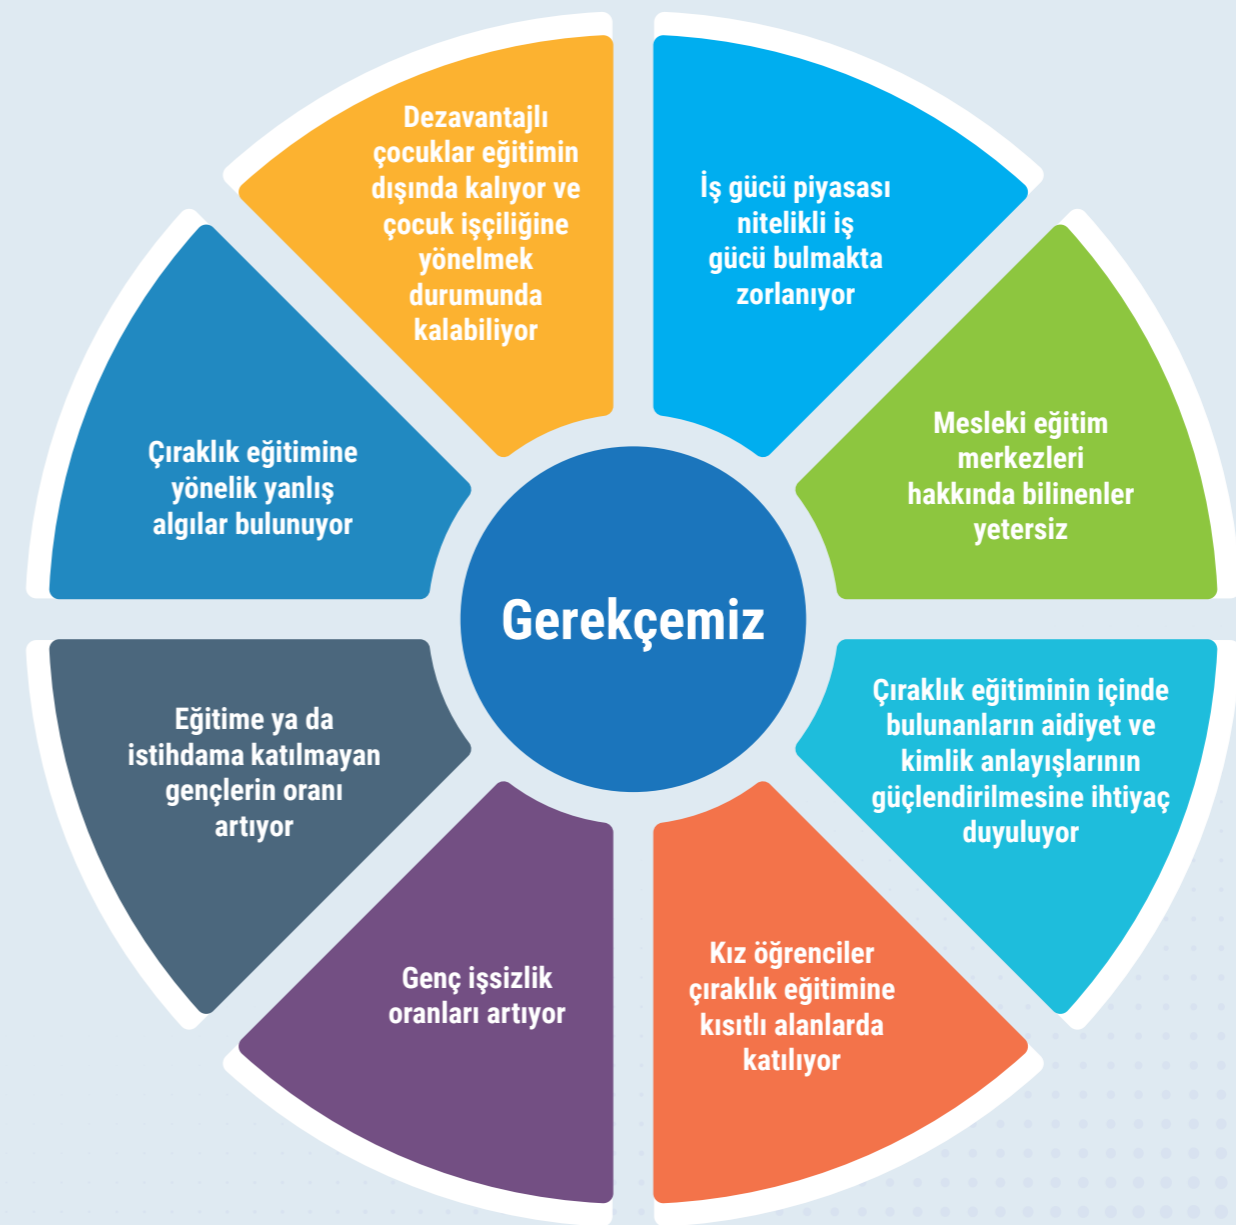 Gerekçemiz
İş gücü piyasası
nitelikli iş
gücü bulmakta
zorlanıyor
Mesleki eğitim
merkezleri
hakkında bilinenler
yetersiz
Çıraklık eğitiminin içinde
bulunanların aidiyet ve
kimlik anlayışlarının
güçlendirilmesine ihtiyaç
duyuluyor
Kız öğrenciler
çıraklık eğitimine
kısıtlı alanlarda
katılıyor
Genç işsizlik
oranları artıyor
Eğitime ya da
istihdama katılmayan
gençlerin oranı
artıyor
Çıraklık eğitimine
yönelik yanlış
algılar bulunuyor
Dezavantajlı
çocuklar eğitimin
dışında kalıyor ve
çocuk işçiliğine
yönelmek
durumunda
kalabiliyor